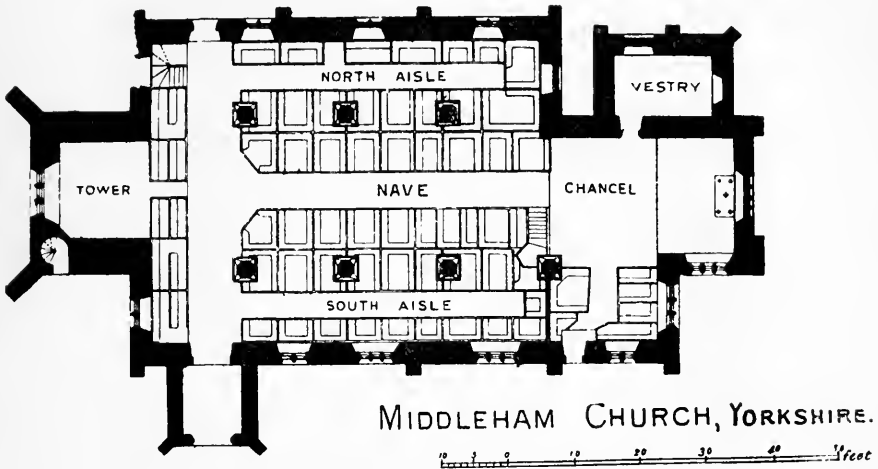 NORTH AISLE
VESTRY
TOWER
NAVE
CHANCEL
SOUTH AISLE
MIDDLEHAM CHURCH, YORKSHIRE.
10 5 0 10 20 30 40 50 feet